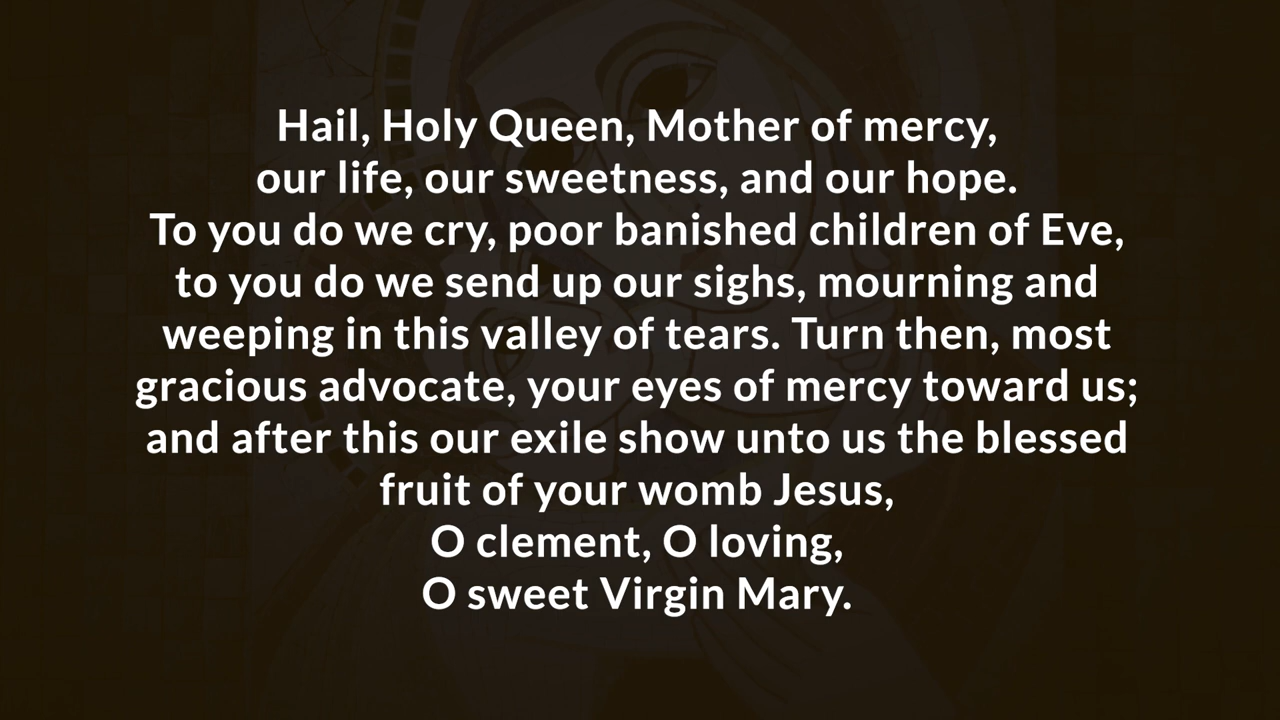 Hail, Holy Queen, Mother of mercy,
our life, our sweetness, and our hope.
To you do we cry, poor banished children of Eve,
to you do we send up our sighs, mourning and
weeping in this valley of tears. Turn then, most
gracious advocate, your eyes of mercy toward us;
and after this our exile show unto us the blessed
fruit of your womb Jesus,
O clement, O loving,
O sweet Virgin Mary.